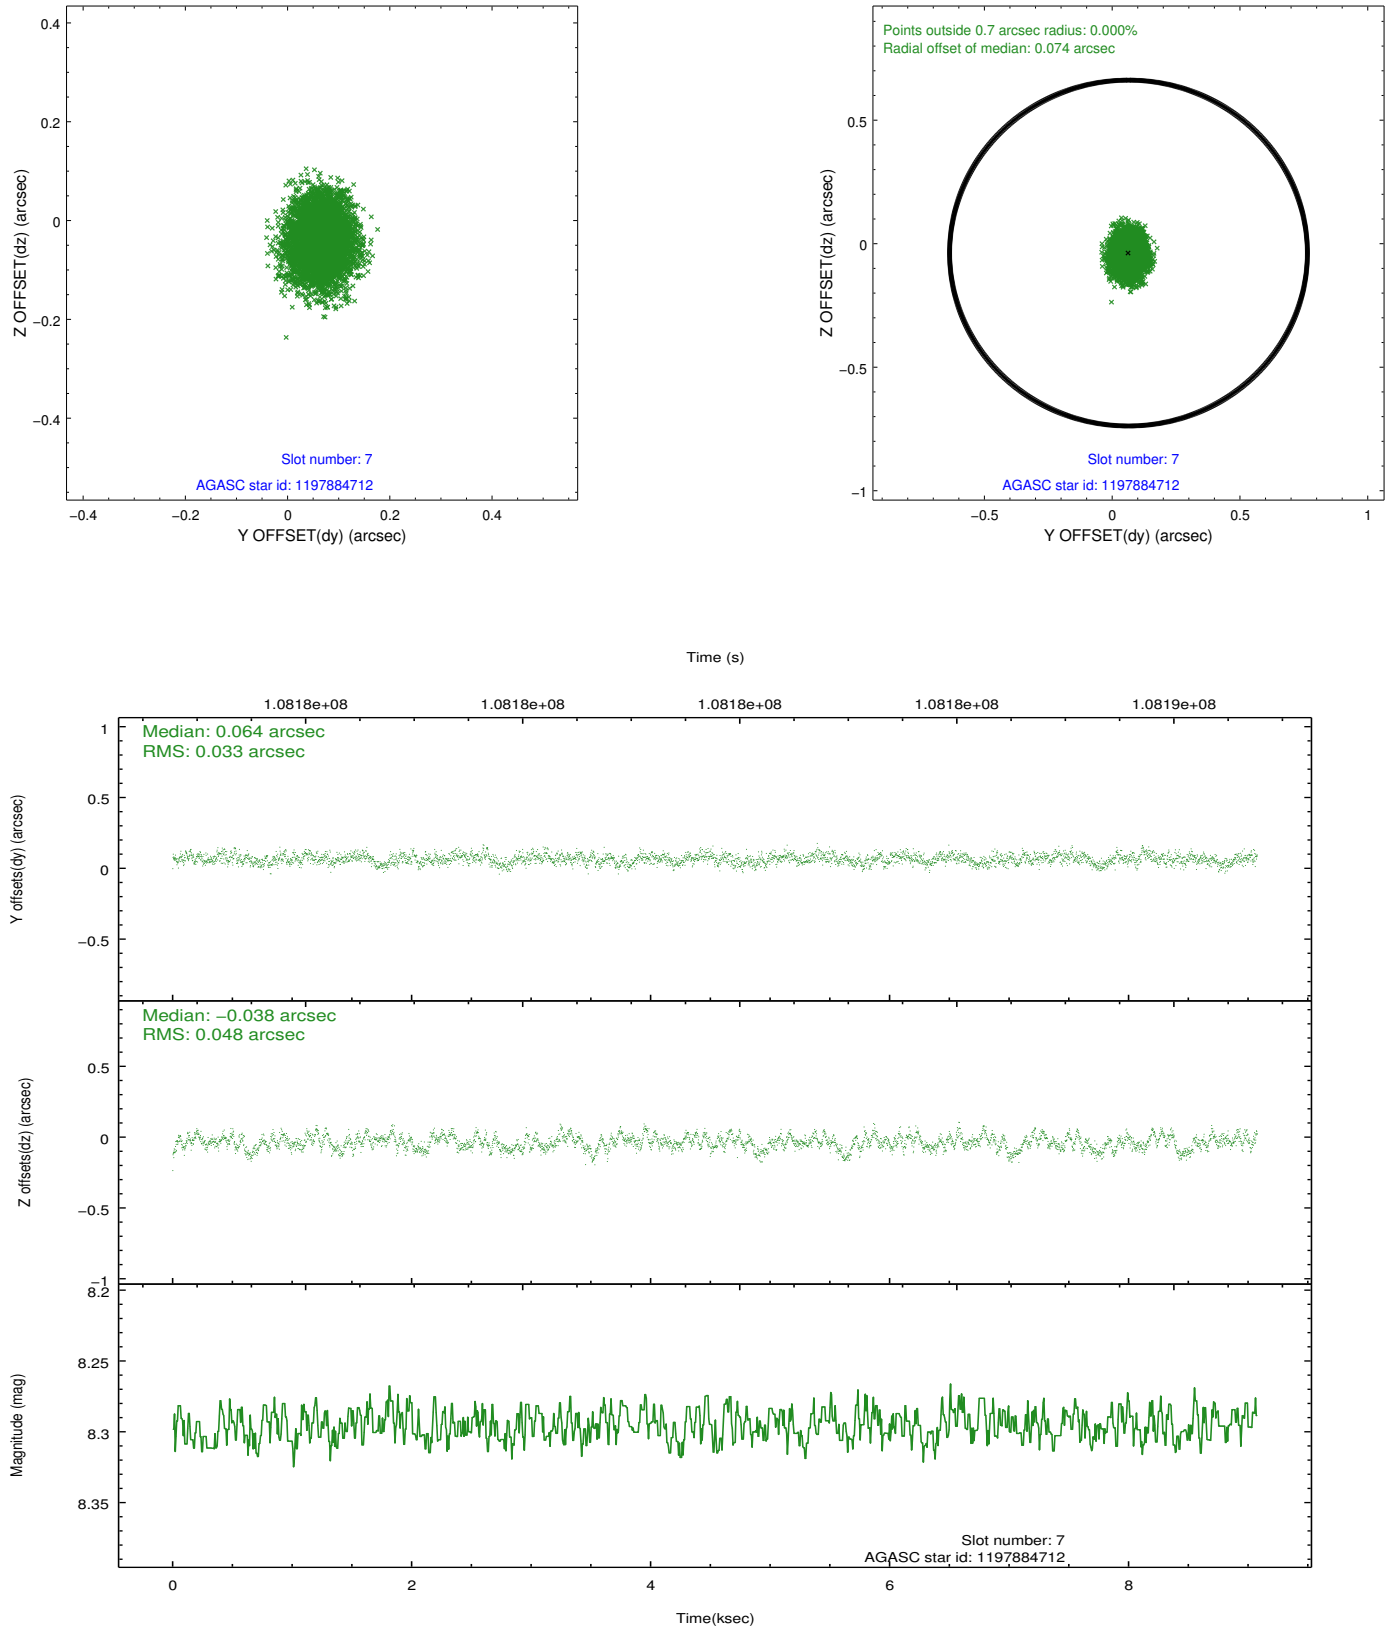 0.4
0.2
0
−0.2
−0.4
Z OFFSET(dz) (arcsec)
Slot number: 7
AGASC star id: 1197884712
−0.4 −0.2 0 0.2 0.4
Y OFFSET(dy) (arcsec)
Points outside 0.7 arcsec radius: 0.000%
Radial offset of median: 0.074 arcsec
0.5
0
−0.5
−1
Z OFFSET(dz) (arcsec)
Slot number: 7
AGASC star id: 1197884712
−0.5 0 0.5 1
Y OFFSET(dy) (arcsec)
Time (s)
1.0818e+08 1.0818e+08 1.0818e+08 1.0818e+08 1.0819e+08
Median: 0.064 arcsec
RMS: 0.033 arcsec
1
0.5
0
−0.5
Y offsets(dy) (arcsec)
Median: −0.038 arcsec
RMS: 0.048 arcsec
0.5
0
−0.5
−1
Z offsets(dz) (arcsec)
8.2
8.25
8.3
8.35
Magnitude (mag)
Slot number: 7
AGASC star id: 1197884712
0 2 4 6 8
Time(ksec)